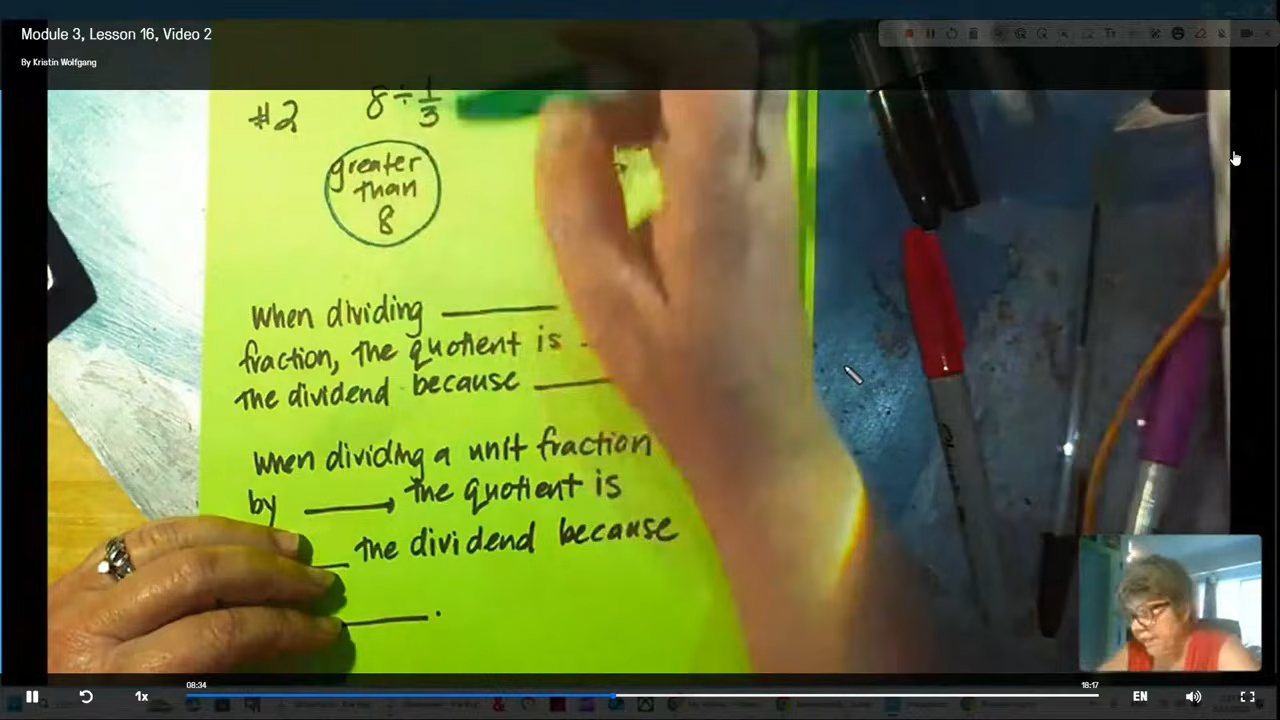 Module 3, Lesson 16, Video 2
By Kristin Wolfgang
#2 8 ÷ 1/3
greater
than
8
When dividing
fraction, the quotient is
the dividend because
When dividing a unit fraction
by the quotient is
the dividend because
.
08:34
18:17
1x
EN